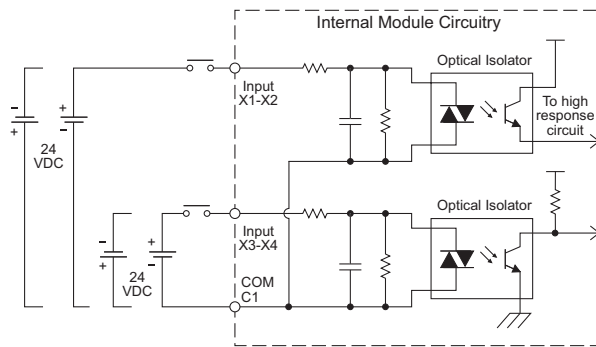 Internal Module Circuitry
Optical Isolator
Input
X1-X2
To high
response
circuit
-
+
+
-
24
VDC
Optical Isolator
Input
X3-X4
-
+
+
-
24
VDC
COM
C1